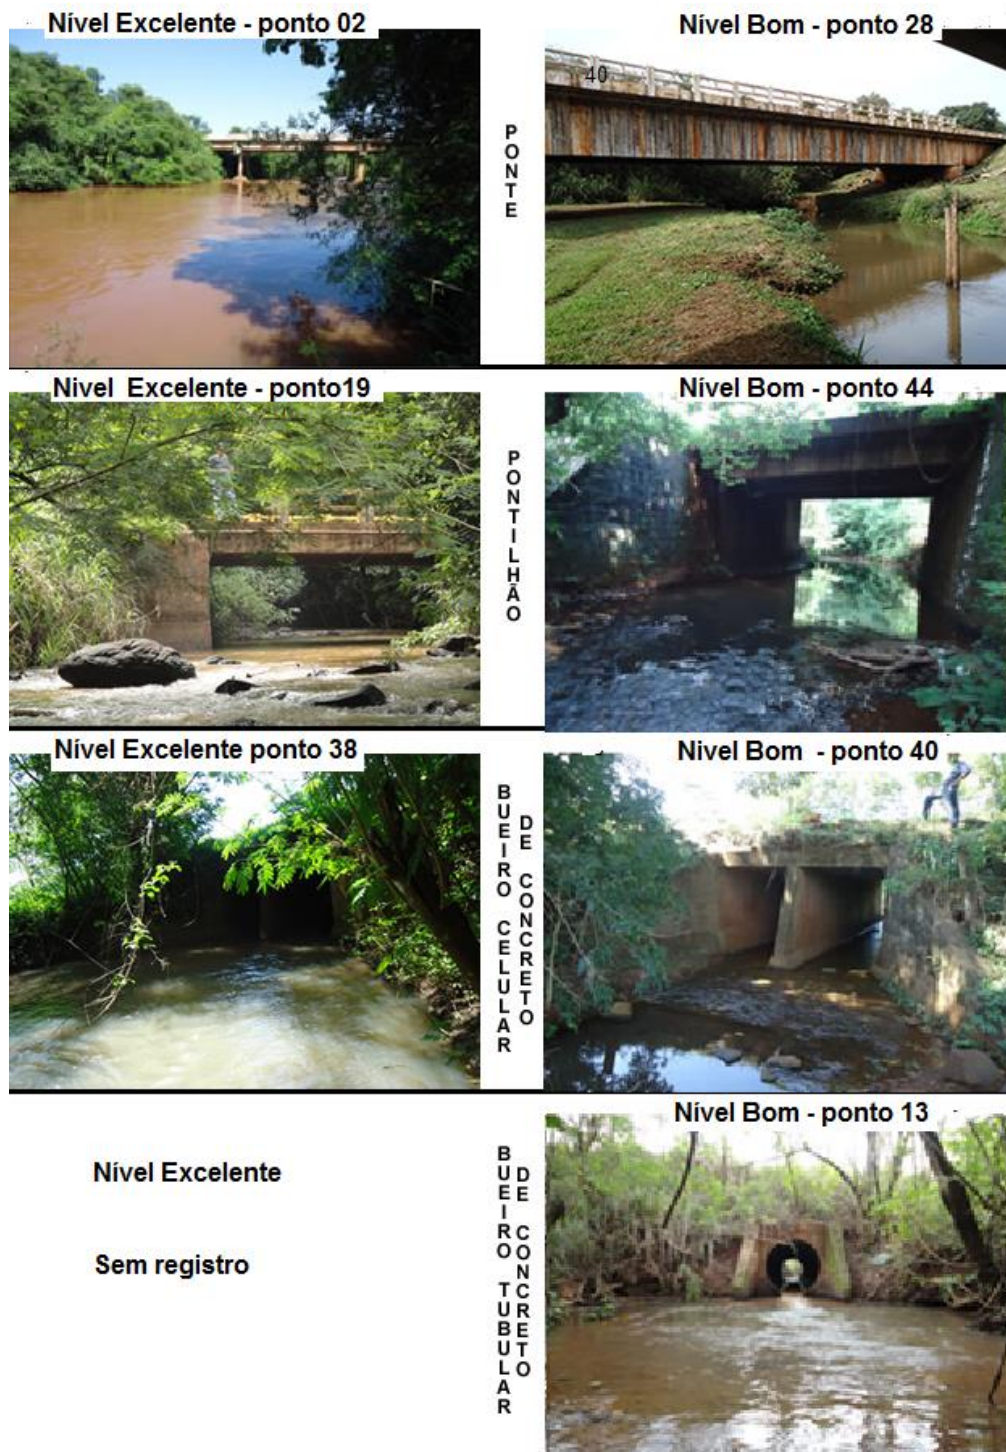 Nível Excelente - ponto 02
Nível Bom - ponto 28
40
PONTE
Nivel Excelente - ponto19
Nível Bom - ponto 44
PONTILHÃO
Nível Excelente ponto 38
Nivel Bom - ponto 40
BUEIRO CELULAR
DE CONCRETO
Nível Bom - ponto 13
Nível Excelente
Sem registro
BUEIRO TUBULAR
DE CONCRETO